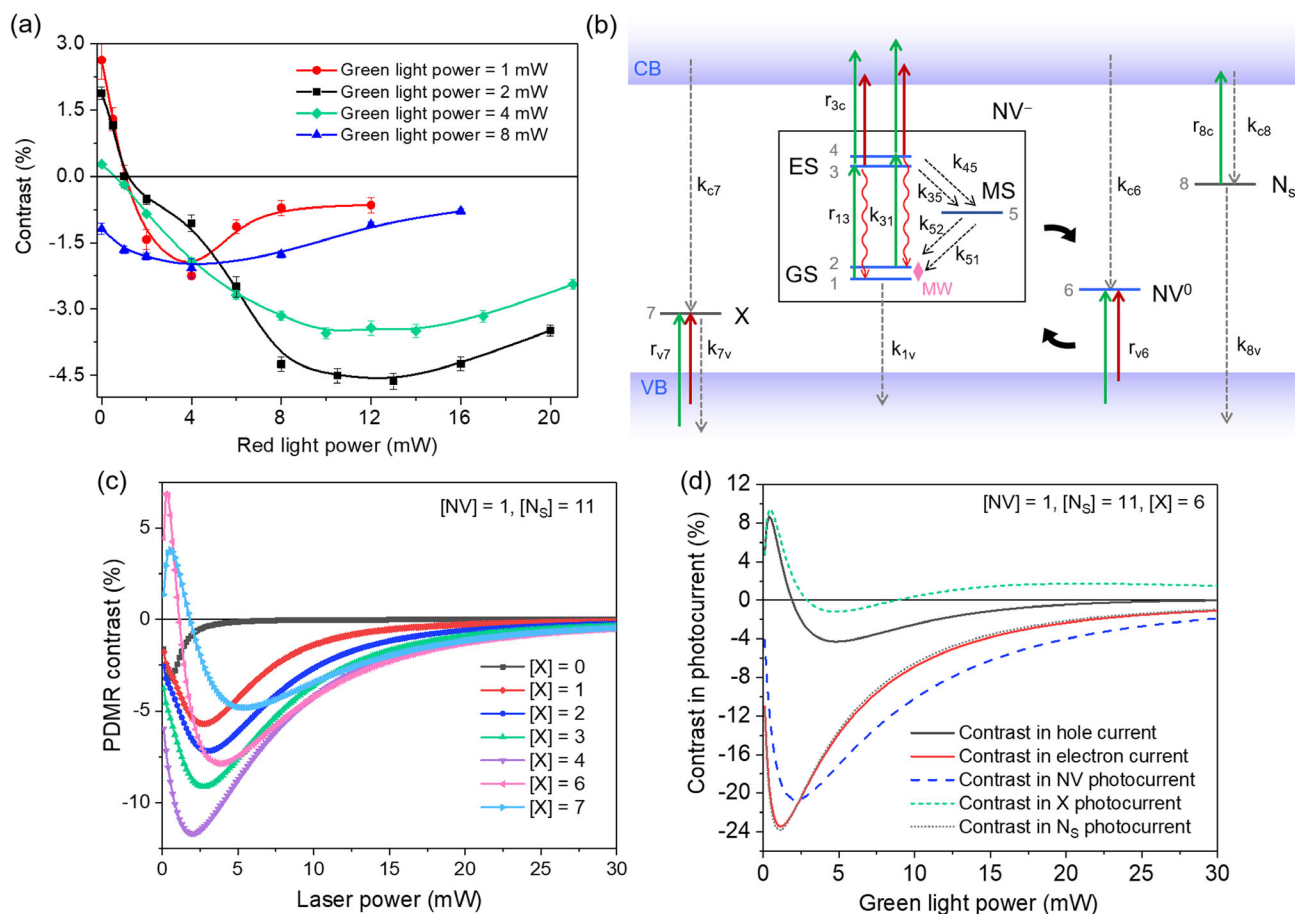 (a)
3.0
1.5
0.0
-1.5
-3.0
-4.5
Contrast (%)
Green light power = 1 mW
Green light power = 2 mW
Green light power = 4 mW
Green light power = 8 mW
0 4 8 12 16 20
Red light power (mW)
(b)
CB
NV⁻
r3c
r8c
kc8
4
ES
3
k45
MS
k35
5
8
Ns
kc7
r13
k31
k52
k51
kc6
2
GS
1
MW
6
NV⁰
7
X
rv7
k7v
k1v
rv6
k8v
VB
(c)
[NV] = 1, [NS] = 11
5
0
-5
-10
PDMR contrast (%)
[X] = 0
[X] = 1
[X] = 2
[X] = 3
[X] = 4
[X] = 6
[X] = 7
0 5 10 15 20 25 30
Laser power (mW)
(d)
[NV] = 1, [NS] = 11, [X] = 6
12
8
4
0
-4
-8
-12
-16
-20
-24
Contrast in photocurrent (%)
Contrast in hole current
Contrast in electron current
Contrast in NV photocurrent
Contrast in X photocurrent
Contrast in NS photocurrent
0 5 10 15 20 25 30
Green light power (mW)